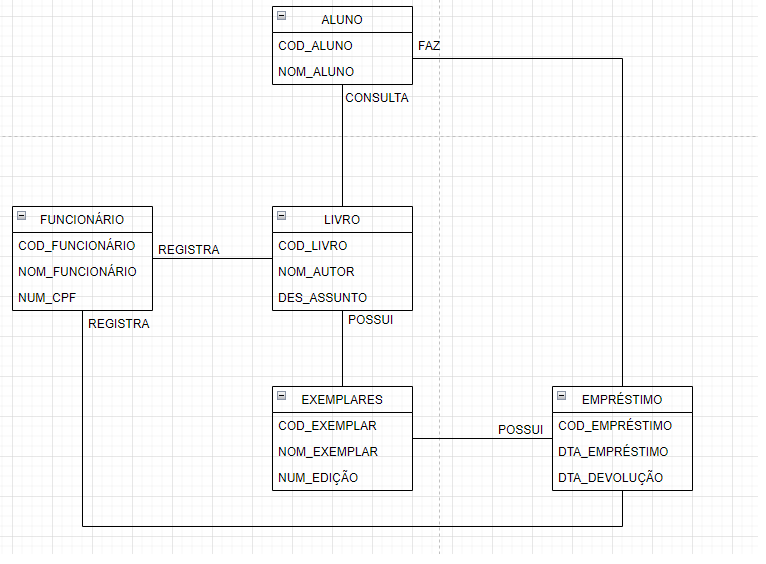 ALUNO
COD_ALUNO
NOM_ALUNO
FAZ
CONSULTA
FUNCIONÁRIO
COD_FUNCIONÁRIO
NOM_FUNCIONÁRIO
NUM_CPF
REGISTRA
LIVRO
COD_LIVRO
NOM_AUTOR
DES_ASSUNTO
REGISTRA
POSSUI
EXEMPLARES
COD_EXEMPLAR
NOM_EXEMPLAR
NUM_EDIÇÃO
POSSUI
EMPRÉSTIMO
COD_EMPRÉSTIMO
DTA_EMPRÉSTIMO
DTA_DEVOLUÇÃO